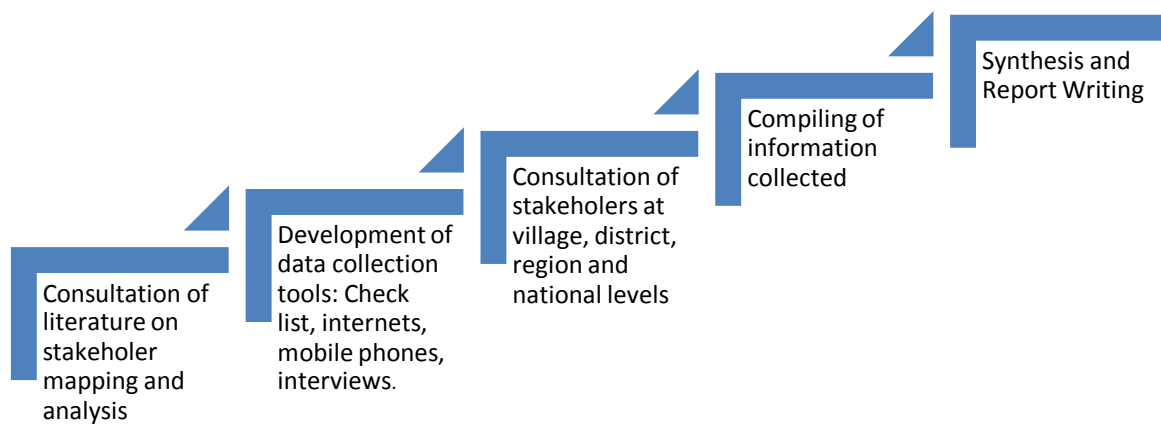 Consultation of
literature on
stakeholer
mapping and
analysis
Development of
data collection
tools: Check
list, internets,
mobile phones,
interviews.
Consultation of
stakeholers at
village, district,
region and
national levels
Compiling of
information
collected
Synthesis and
Report Writing